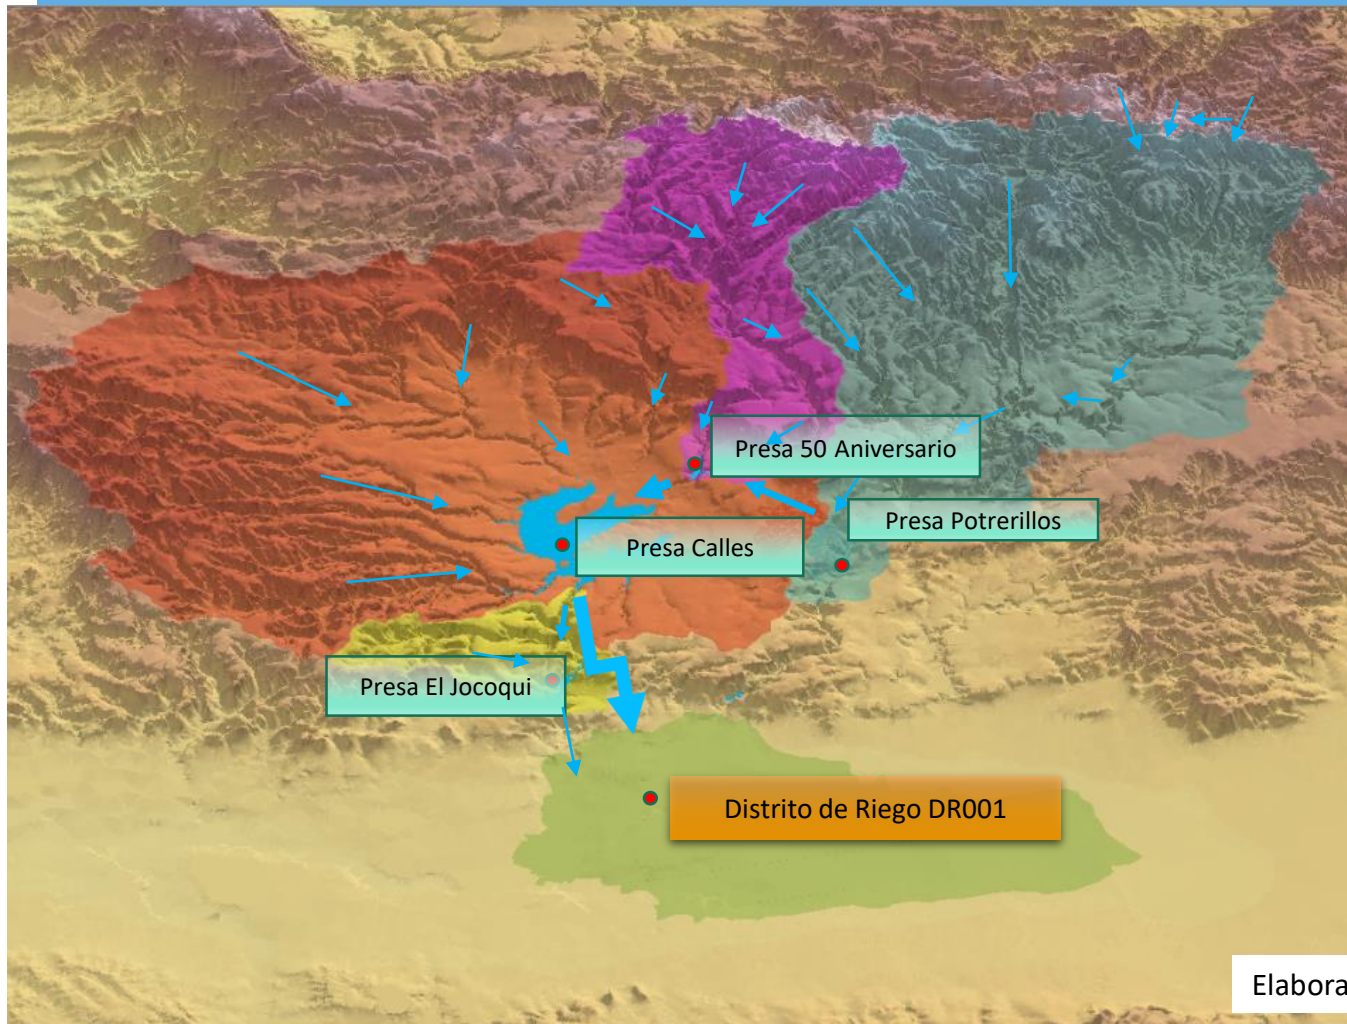 Presa 50 Aniversario
Presa Potrerillos
Presa Calles
Presa El Jocoqui
Distrito de Riego DR001
Elabora